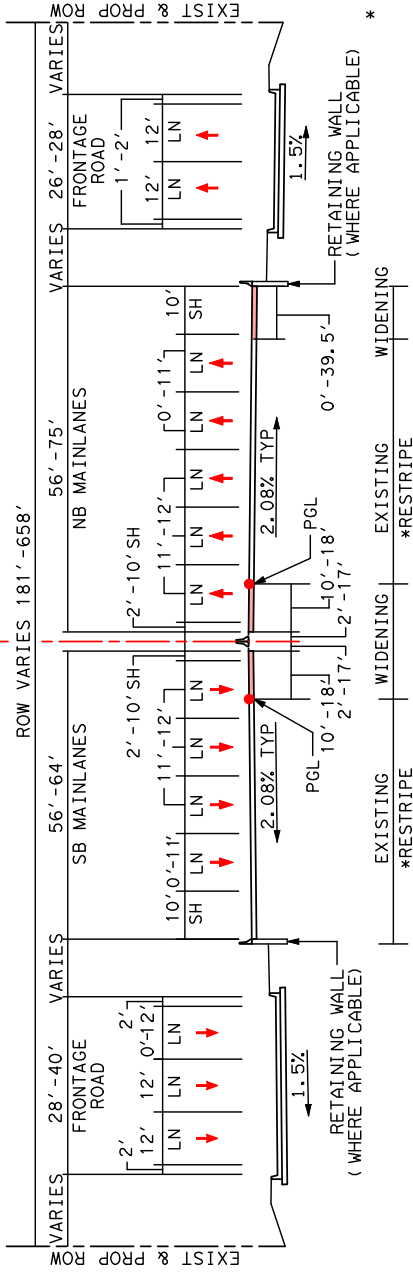 ROW VARIES 181'-658'
EXIST & PROP ROW
VARIES
28'-40'
FRONTAGE
ROAD
VARIES
56'-64'
SB MAINLANES
56'-75'
NB MAINLANES
VARIES
26'-28'
FRONTAGE
ROAD
VARIES
EXIST & PROP ROW
2'
12'
12'
0'-12'
2'
LN
LN
LN
10'
0'-11'
11'-12'
2'-10' SH
SH
LN
LN
LN
LN
2'-10' SH
11'-12'
0'-11'
10'
LN
LN
LN
LN
LN
SH
1'-2'
12'
12'
LN
LN
1.5%
2.08% TYP
2.08% TYP
1.5%
RETAINING WALL
(WHERE APPLICABLE)
PGL
10'-18'
2'-17'
PGL
10'-18'
2'-17'
0'-39.5'
RETAINING WALL
(WHERE APPLICABLE)
EXISTING
*RESTRIPE
WIDENING
EXISTING
*RESTRIPE
WIDENING
*